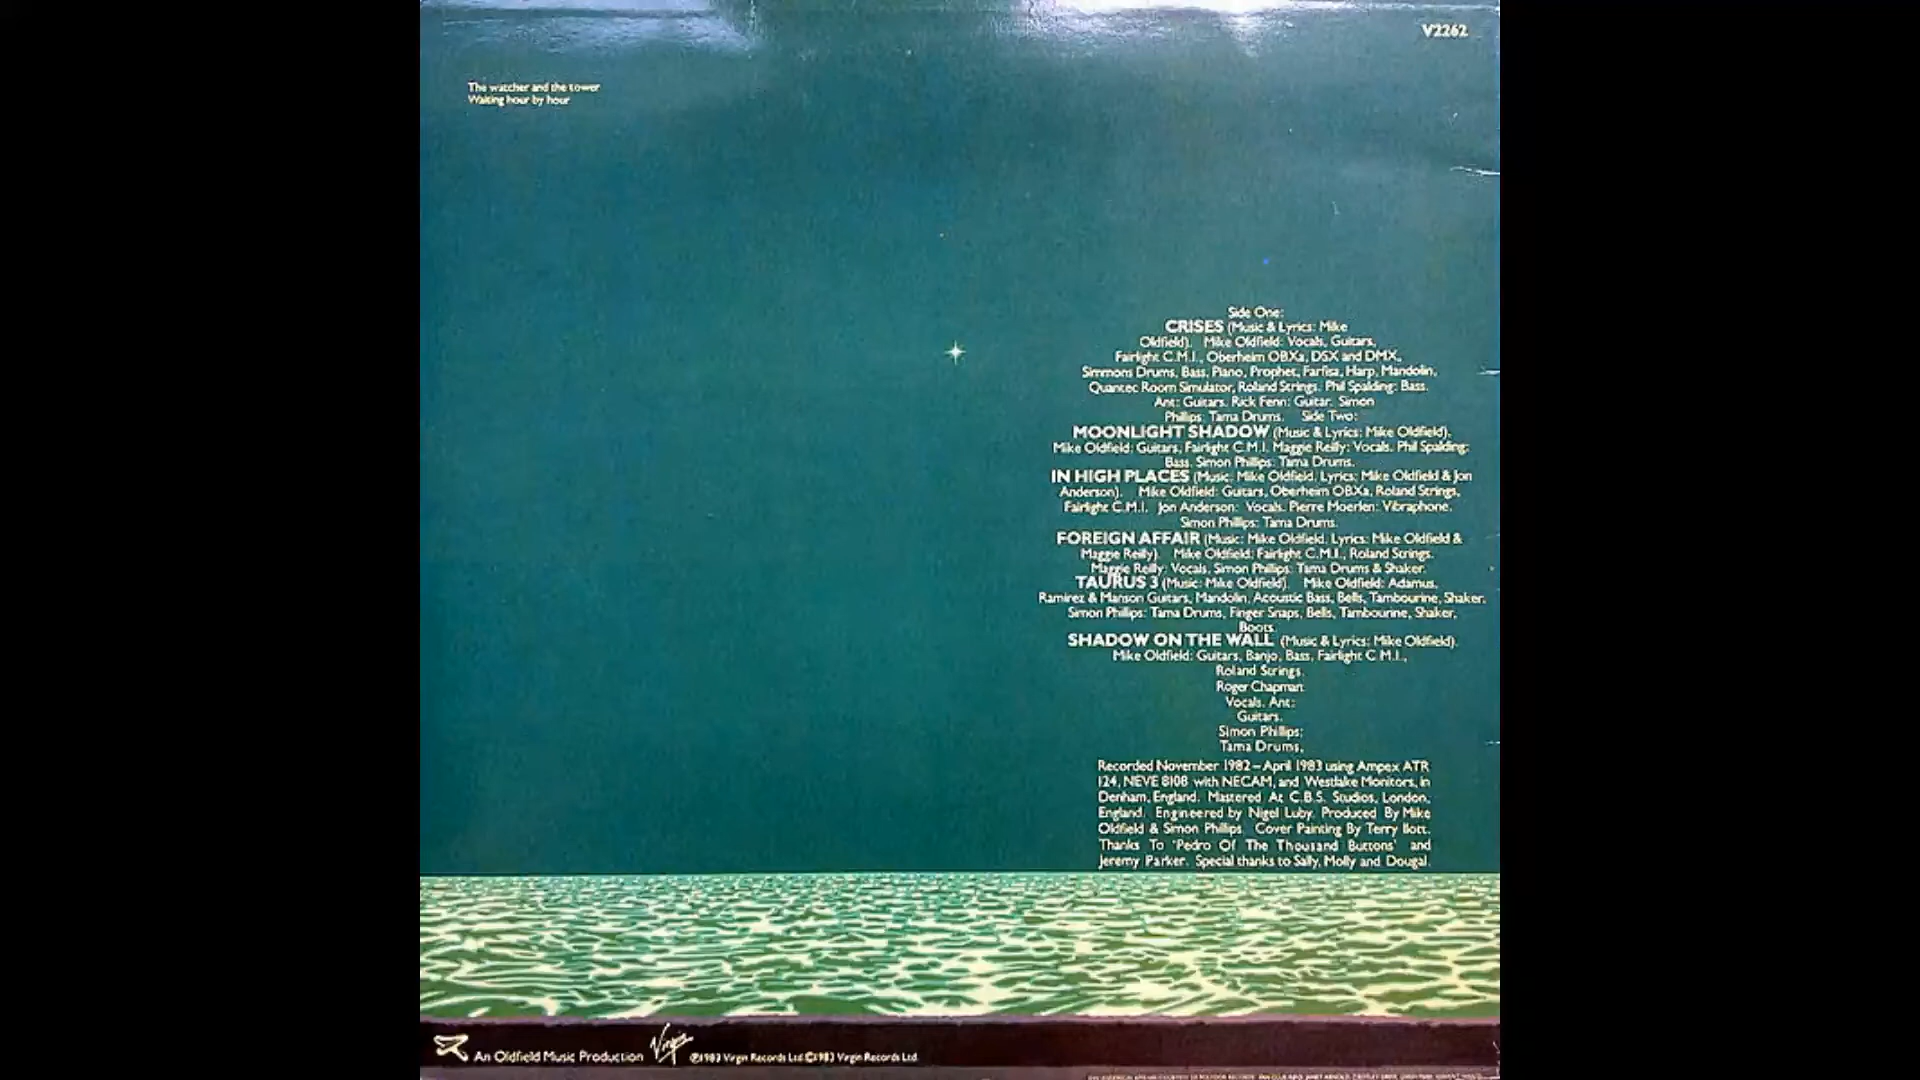 V2262
The watcher and the tower
Waiting hour by hour
Side One:
CRISES (Music & Lyrics: Mike
Oldfield). Mike Oldfield: Vocals, Guitars,
Fairlight C.M.I., Oberheim OBXa, DSX and DMX,
Simmons Drums, Bass, Piano, Prophet, Farfisa, Harp, Mandolin,
Quantec Room Simulator, Roland Strings. Phil Spalding: Bass.
Ant: Guitars. Rick Fenn: Guitar. Simon
Phillips: Tama Drums. Side Two:
MOONLIGHT SHADOW (Music & Lyrics: Mike Oldfield).
Mike Oldfield: Guitars, Fairlight C.M.I. Maggie Reilly: Vocals. Phil Spalding:
Bass. Simon Phillips: Tama Drums.
IN HIGH PLACES (Music: Mike Oldfield. Lyrics: Mike Oldfield & Jon
Anderson). Mike Oldfield: Guitars, Oberheim OBXa, Roland Strings,
Fairlight C.M.I. Jon Anderson: Vocals. Pierre Moerlen: Vibraphone.
Simon Phillips: Tama Drums.
FOREIGN AFFAIR (Music: Mike Oldfield. Lyrics: Mike Oldfield &
Maggie Reilly). Mike Oldfield: Fairlight C.M.I., Roland Strings.
Maggie Reilly: Vocals. Simon Phillips: Tama Drums & Shaker.
TAURUS 3 (Music: Mike Oldfield). Mike Oldfield: Adamus,
Ramirez & Manson Guitars, Mandolin, Acoustic Bass, Bells, Tambourine, Shaker.
Simon Phillips: Tama Drums, Finger Snaps, Bells, Tambourine, Shaker,
Boots.
SHADOW ON THE WALL (Music & Lyrics: Mike Oldfield).
Mike Oldfield: Guitars, Banjo, Bass, Fairlight C.M.I.,
Roland Strings.
Roger Chapman:
Vocals. Ant:
Guitars.
Simon Phillips:
Tama Drums,
Recorded November 1982 – April 1983 using Ampex ATR
124, NEVE 8108 with NECAM, and Westlake Monitors, in
Denham, England. Mastered At C.B.S. Studios, London,
England. Engineered by Nigel Luby. Produced By Mike
Oldfield & Simon Phillips. Cover Painting By Terry Ilott.
Thanks To 'Pedro Of The Thousand Buttons' and
Jeremy Parker. Special thanks to Sally, Molly and Dougal.
An Oldfield Music Production Virgin ℗1983 Virgin Records Ltd ©1983 Virgin Records Ltd